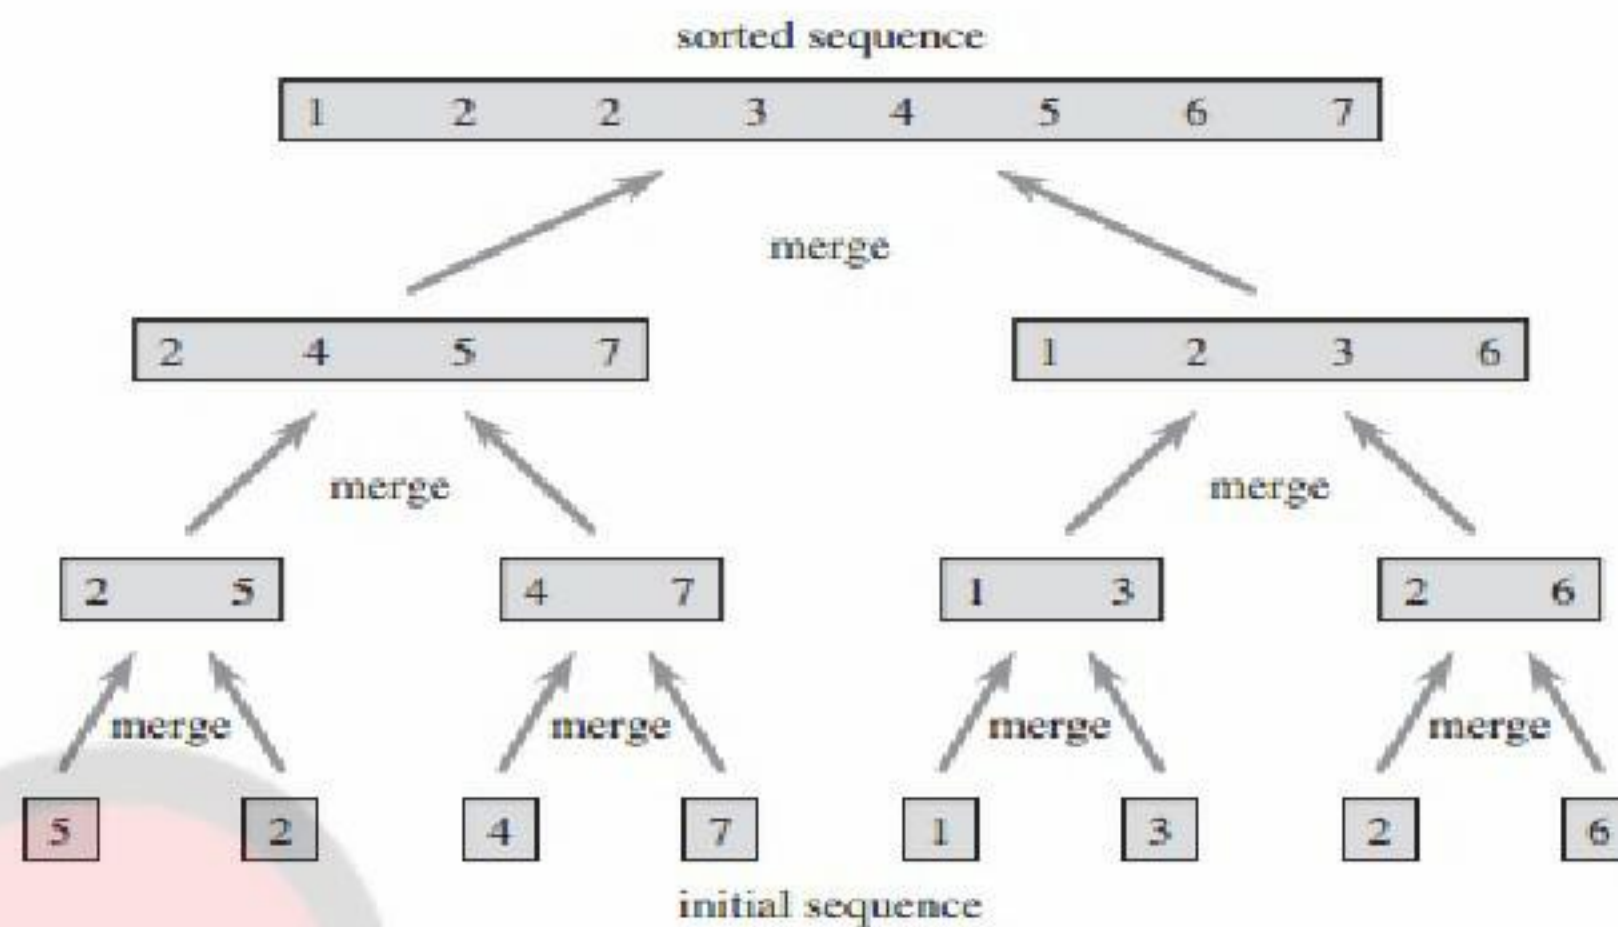 sorted sequence
1 2 2 3 4 5 6 7
merge
2 4 5 7 1 2 3 6
merge merge
2 5 4 7 1 3 2 6
merge merge merge merge
5 2 4 7 1 3 2 6
initial sequence